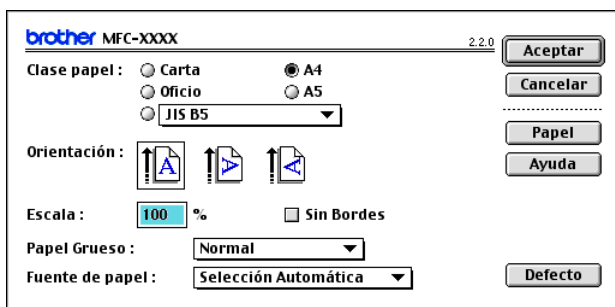 brother MFC-XXXX
2.2.0
Aceptar
Clase papel : Carta A4
Cancelar
Oficio A5
JIS B5
Papel
Orientación : A A A
Ayuda
Escala : 100 % Sin Bordes
Papel Grueso : Normal
Fuente de papel : Selección Automática
Defecto